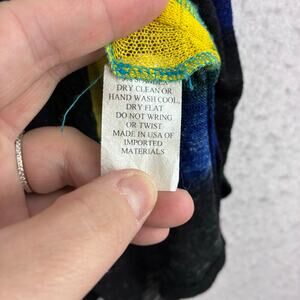 DRY CLEAN OR
HAND WASH COOL,
DRY FLAT
DO NOT WRING
OR TWIST
MADE IN USA OF
IMPORTED
MATERIALS